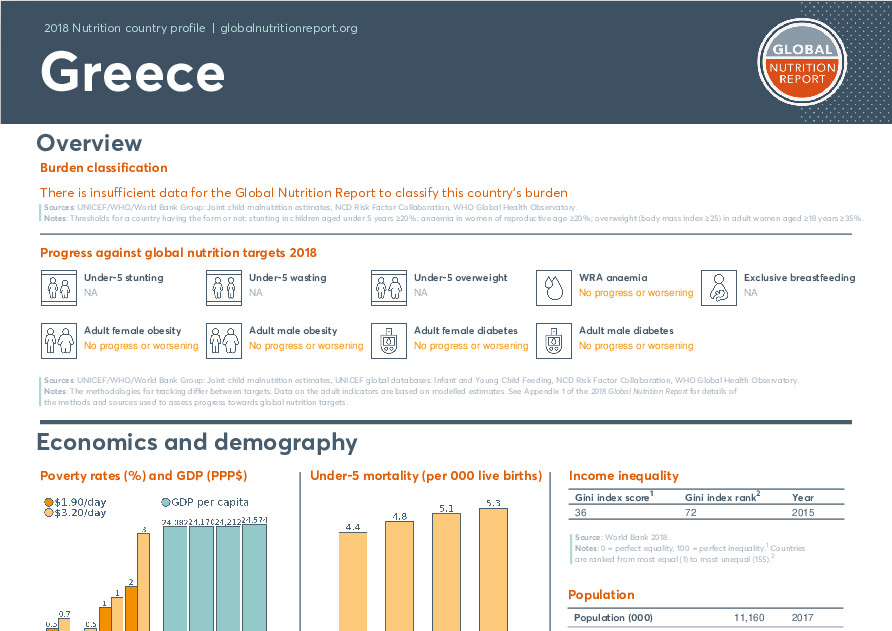 2018 Nutrition country profile | globalnutritionreport.org
Greece
GLOBAL
NUTRITION
REPORT
Overview
Burden classification
There is insufficient data for the Global Nutrition Report to classify this country's burden
Sources: UNICEF/WHO/World Bank Group: Joint child malnutrition estimates, NCD Risk Factor Collaboration, WHO Global Health Observatory.
Notes: Thresholds for a country having the form or not: stunting in children aged under 5 years ≥20%; anaemia in women of reproductive age ≥20%; overweight (body mass index ≥25) in adult women aged ≥18 years ≥35%.
Progress against global nutrition targets 2018
Under-5 stunting
NA
Under-5 wasting
NA
Under-5 overweight
NA
WRA anaemia
No progress or worsening
Exclusive breastfeeding
NA
Adult female obesity
No progress or worsening
Adult male obesity
No progress or worsening
Adult female diabetes
No progress or worsening
Adult male diabetes
No progress or worsening
Sources: UNICEF/WHO/World Bank Group: Joint child malnutrition estimates, UNICEF global databases: Infant and Young Child Feeding, NCD Risk Factor Collaboration, WHO Global Health Observatory.
Notes: The methodologies for tracking differ between targets. Data on the adult indicators are based on modelled estimates. See Appendix 1 of the 2018 Global Nutrition Report for details of
the methods and sources used to assess progress towards global nutrition targets.
Economics and demography
Poverty rates (%) and GDP (PPP$)
$1.90/day
GDP per capita
$3.20/day
24,082 24,170 24,212 24,574
3
2
1
1
0.7
0.5
Under-5 mortality (per 000 live births)
4.4
4.8
5.1
5.3
Income inequality
Gini index score¹ Gini index rank² Year
36 72 2015
Source: World Bank 2018.
Notes: 0 = perfect equality, 100 = perfect inequality.¹ Countries
are ranked from most equal (1) to most unequal (155).²
Population
Population (000) 11,160 2017